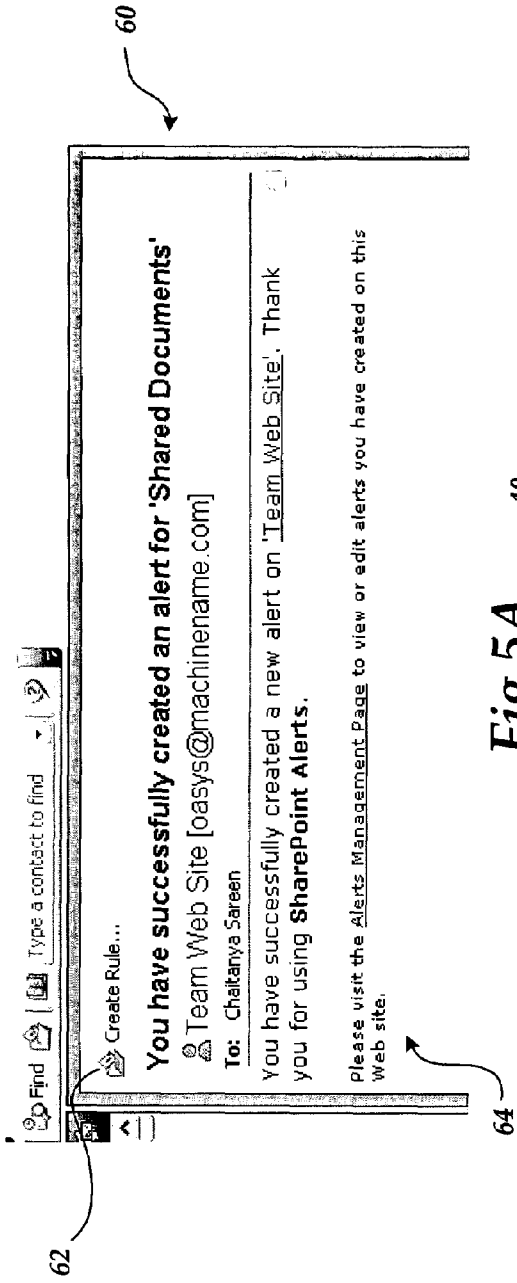 Find Type a contact to find
60
62
Create Rule...
You have successfully created an alert for 'Shared Documents'
Team Web Site [oasys@machinename.com]
To: Chaitanya Sareen
You have successfully created a new alert on 'Team Web Site'. Thank
you for using SharePoint Alerts.
Please visit the Alerts Management Page to view or edit alerts you have created on this
Web site.
64
Fig 5A